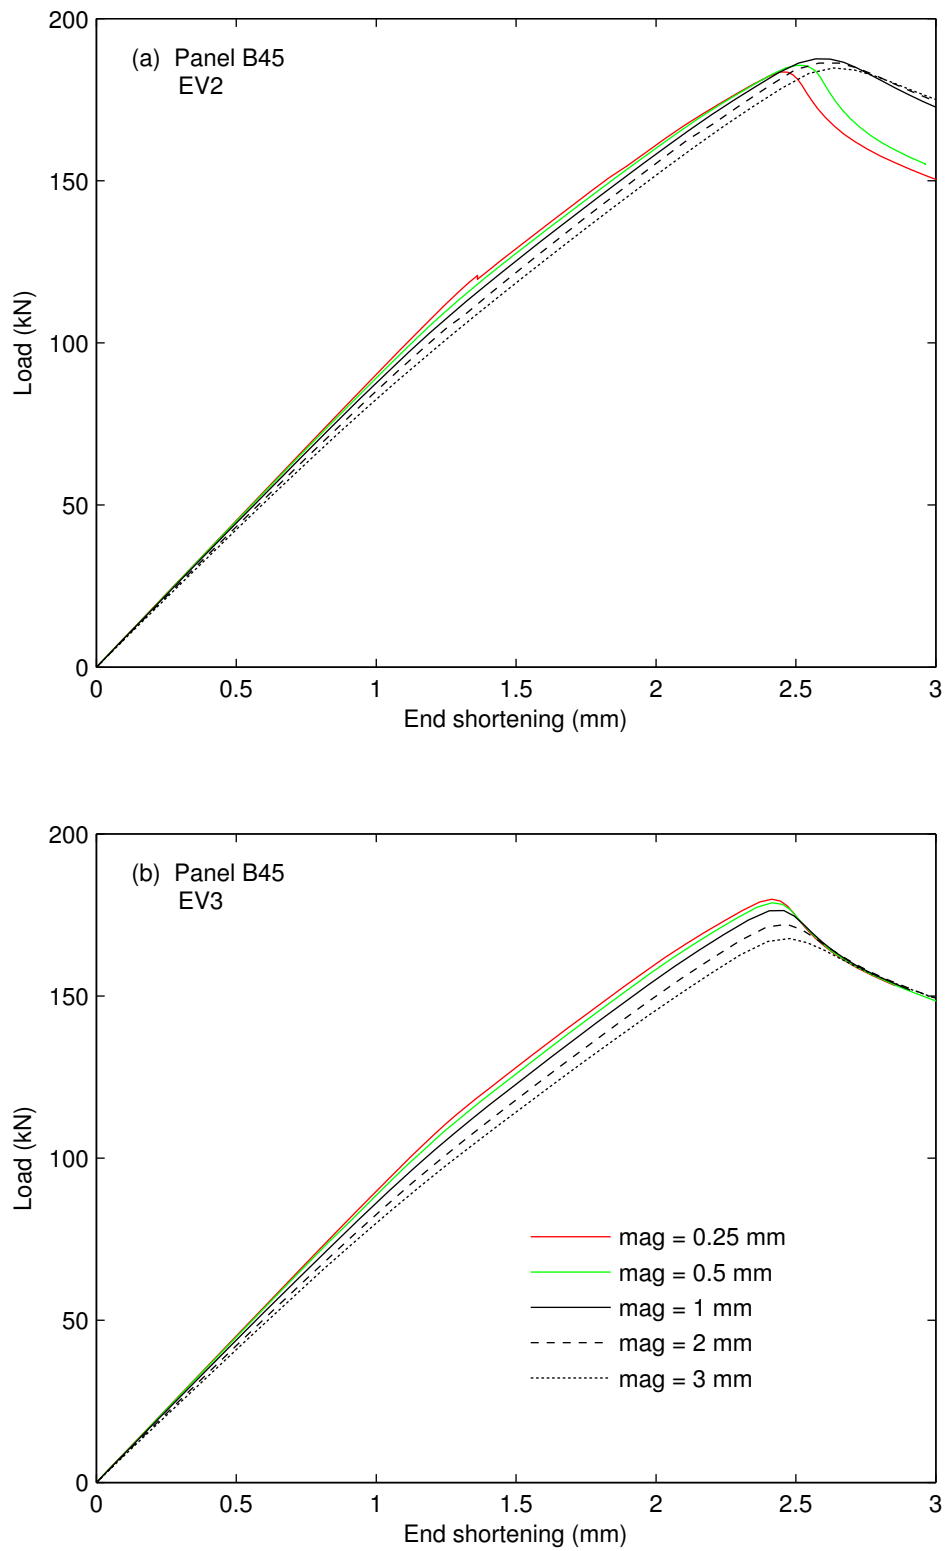 200
(a) Panel B45
EV2
150
100
50
0
Load (kN)
0 0.5 1 1.5 2 2.5 3
End shortening (mm)
200
(b) Panel B45
EV3
150
100
50
0
Load (kN)
mag = 0.25 mm
mag = 0.5 mm
mag = 1 mm
mag = 2 mm
mag = 3 mm
0 0.5 1 1.5 2 2.5 3
End shortening (mm)